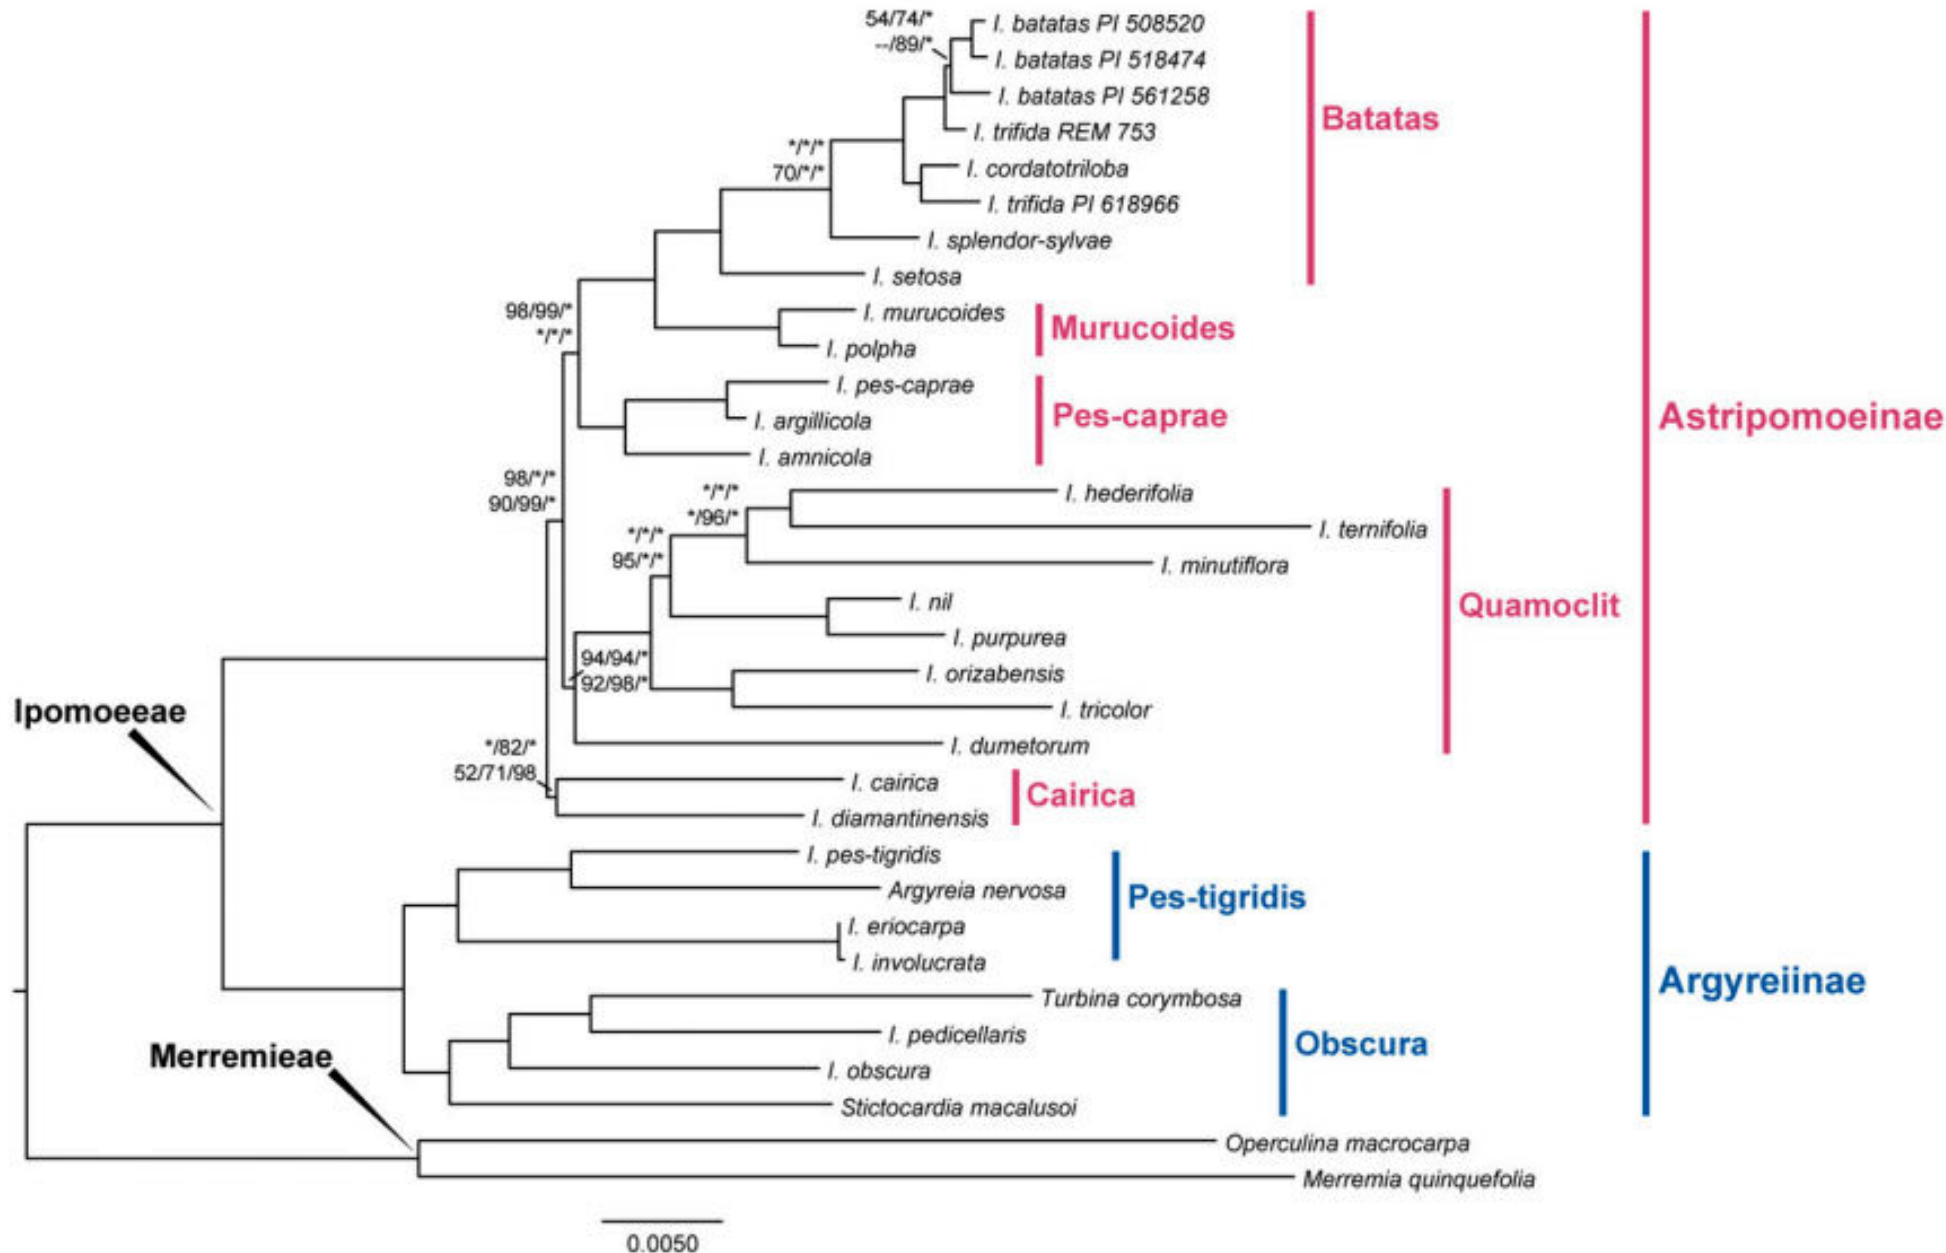 54/74/*
I. batatas PI 508520
--/89/*
I. batatas PI 518474
I. batatas PI 561258
Batatas
I. trifida REM 753
*/*/*
70/*/*
I. cordatotriloba
I. trifida PI 618966
I. splendor-sylvae
I. setosa
98/99/*
*/*/*
I. murucoides
Murucoides
I. polpha
I. pes-caprae
Pes-caprae
Astripomoeinae
I. argillicola
I. amnicola
98/*/*
90/99/*
*/*/*
*/96/*
I. hederifolia
I. ternifolia
*/*/*
95/*/*
I. minutiflora
I. nil
Quamoclit
I. purpurea
94/94/*
92/98/*
I. orizabensis
I. tricolor
Ipomoeeae
I. dumetorum
*/82/*
52/71/98
I. cairica
Cairica
I. diamantinensis
I. pes-tigridis
Argyreia nervosa
Pes-tigridis
I. eriocarpa
I. involucrata
Argyreiinae
Turbina corymbosa
I. pedicellaris
Obscura
Merremieae
I. obscura
Stictocardia macalusoi
Operculina macrocarpa
Merremia quinquefolia
0.0050